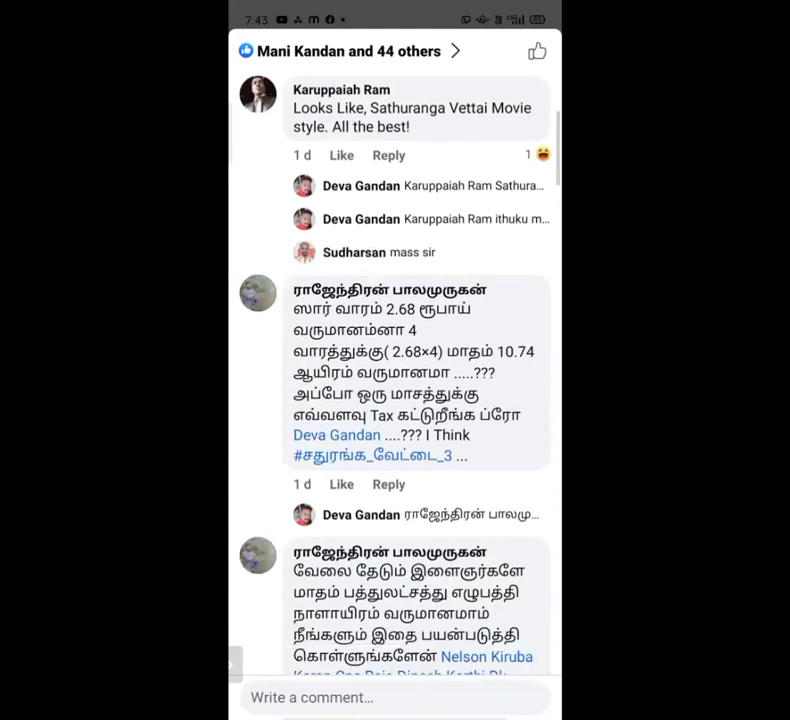 7:43
Mani Kandan and 44 others
Karuppaiah Ram
Looks Like, Sathuranga Vettai Movie
style. All the best!
1 d Like Reply 1
Deva Gandan Karuppaiah Ram Sathura...
Deva Gandan Karuppaiah Ram ithuku m...
Sudharsan mass sir
ராஜேந்திரன் பாலமுருகன்
ஸார் வாரம் 2.68 ரூபாய்
வருமானம்னா 4
வாரத்துக்கு( 2.68×4) மாதம் 10.74
ஆயிரம் வருமானமா .....???
அப்போ ஒரு மாசத்துக்கு
எவ்வளவு Tax கட்டுறீங்க ப்ரோ
Deva Gandan ....??? I Think
#சதுரங்க_வேட்டை_3 ...
1 d Like Reply
Deva Gandan ராஜேந்திரன் பாலமு...
ராஜேந்திரன் பாலமுருகன்
வேலை தேடும் இளைஞர்களே
மாதம் பத்துலட்சத்து எழுபத்தி
நாளாயிரம் வருமானமாம்
நீங்களும் இதை பயன்படுத்தி
கொள்ளுங்களேன் Nelson Kiruba
Write a comment...